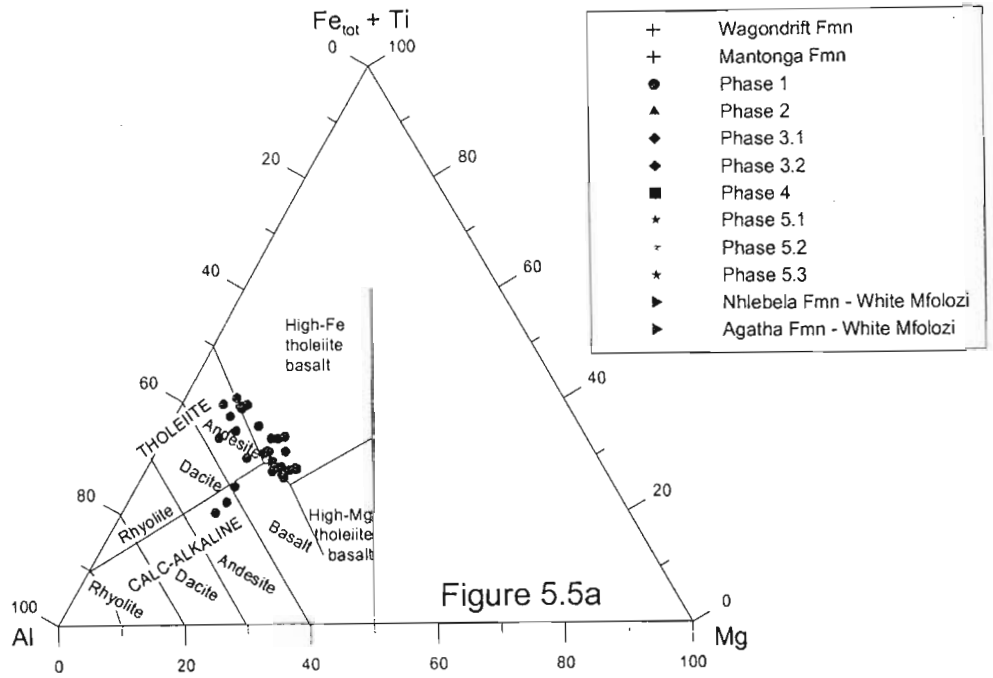 Fe_tot + Ti
0 100
20
80
40
60
60
40
80
20
100
0
Al
Mg
0
20
40
60
80
100
High-Fe
tholeiite
basalt
THOLEIITE
Andesite
Dacite
Rhyolite
CALC-ALKALINE
Rhyolite
Dacite
Andesite
Basalt
High-Mg
tholeiite
basalt
Figure 5.5a
Wagondrift Fmn
Mantonga Fmn
Phase 1
Phase 2
Phase 3.1
Phase 3.2
Phase 4
Phase 5.1
Phase 5.2
Phase 5.3
Nhlebela Fmn - White Mfolozi
Agatha Fmn - White Mfolozi